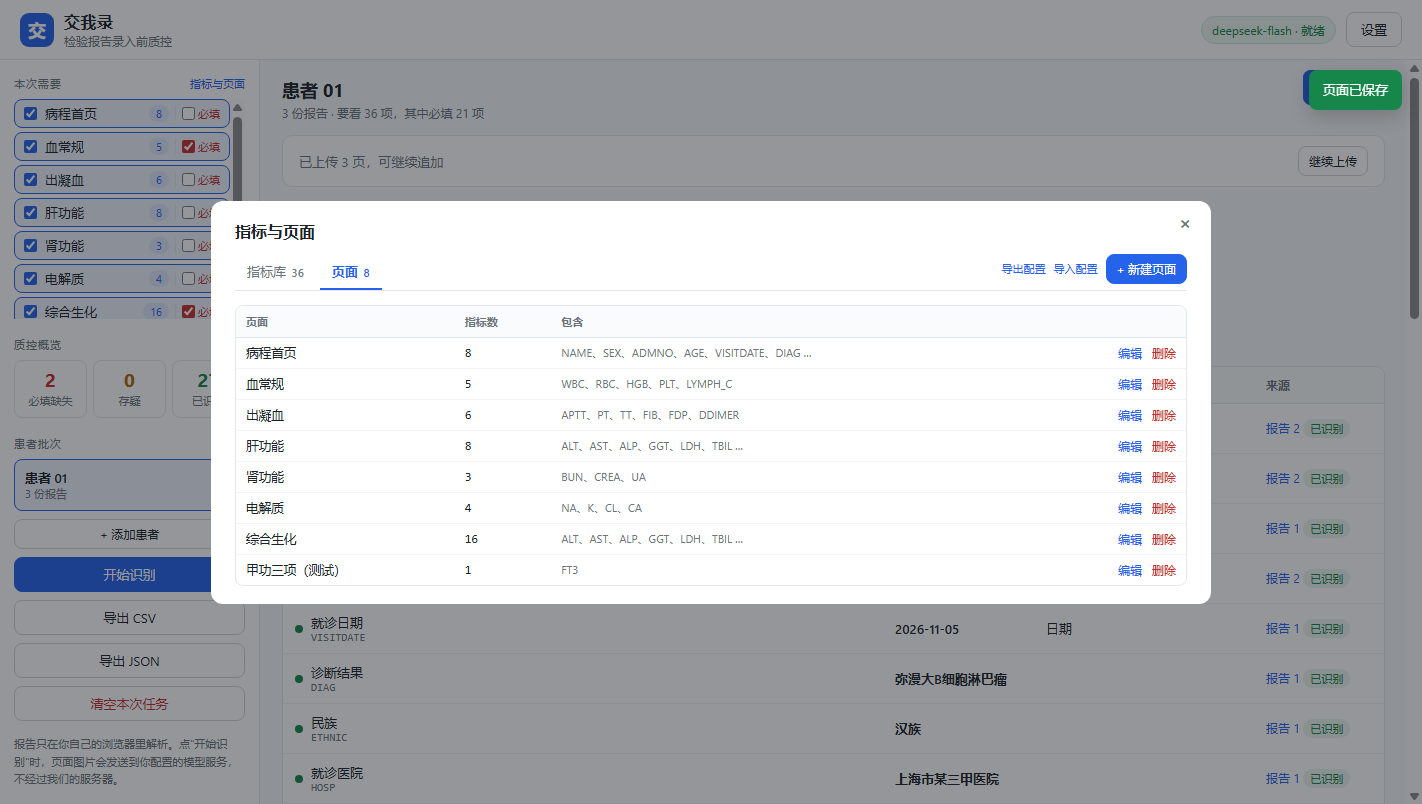 交我录
检验报告录入前质控
deepseek-flash · 就绪
设置
本次需要
指标与页面
病程首页 8 必填
血常规 5 必填
出凝血 6 必填
肝功能 8
肾功能 3
电解质 4
综合生化 16
质控概览
2
必填缺失
0
存疑
患者批次
患者 01
3 份报告
+ 添加患者
开始识别
导出 CSV
导出 JSON
清空本次任务
报告只在你自己的浏览器里解析。点"开始识
别"时，页面图片会发送到你配置的模型服务，
不经过我们的服务器。
患者 01
3 份报告 · 要看 36 项，其中必填 21 项
页面已保存
已上传 3 页，可继续追加
继续上传
指标与页面
×
指标库 36
页面 8
导出配置
导入配置
+ 新建页面
页面 指标数 包含
病程首页 8 NAME、SEX、ADMNO、AGE、VISITDATE、DIAG ... 编辑 删除
血常规 5 WBC、RBC、HGB、PLT、LYMPH_C 编辑 删除
出凝血 6 APTT、PT、TT、FIB、FDP、DDIMER 编辑 删除
肝功能 8 ALT、AST、ALP、GGT、LDH、TBIL ... 编辑 删除
肾功能 3 BUN、CREA、UA 编辑 删除
电解质 4 NA、K、CL、CA 编辑 删除
综合生化 16 ALT、AST、ALP、GGT、LDH、TBIL ... 编辑 删除
甲功三项（测试） 1 FT3 编辑 删除
来源
报告 2 已识别
报告 2 已识别
报告 1 已识别
报告 2 已识别
就诊日期 2026-11-05 日期 报告 1 已识别
VISITDATE
诊断结果 弥漫大B细胞淋巴瘤 报告 1 已识别
DIAG
民族 汉族 报告 1 已识别
ETHNIC
就诊医院 上海市某三甲医院 报告 1 已识别
HOSP